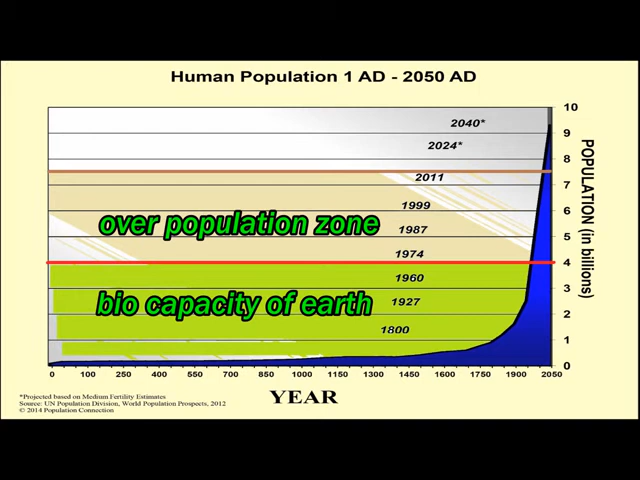 Human Population 1 AD - 2050 AD
10
2040*
9
2024*
8
2011
7
1999
6
over population zone
1987
5
1974
4
1960
3
bio capacity of earth
1927
2
1800
1
0
POPULATION (in billions)
0 100 250 400 550 700 850 1000 1150 1300 1450 1600 1750 1900 2050
YEAR
*Projected based on Medium Fertility Estimates
Source: UN Population Division, World Population Prospects, 2012
© 2014 Population Connection